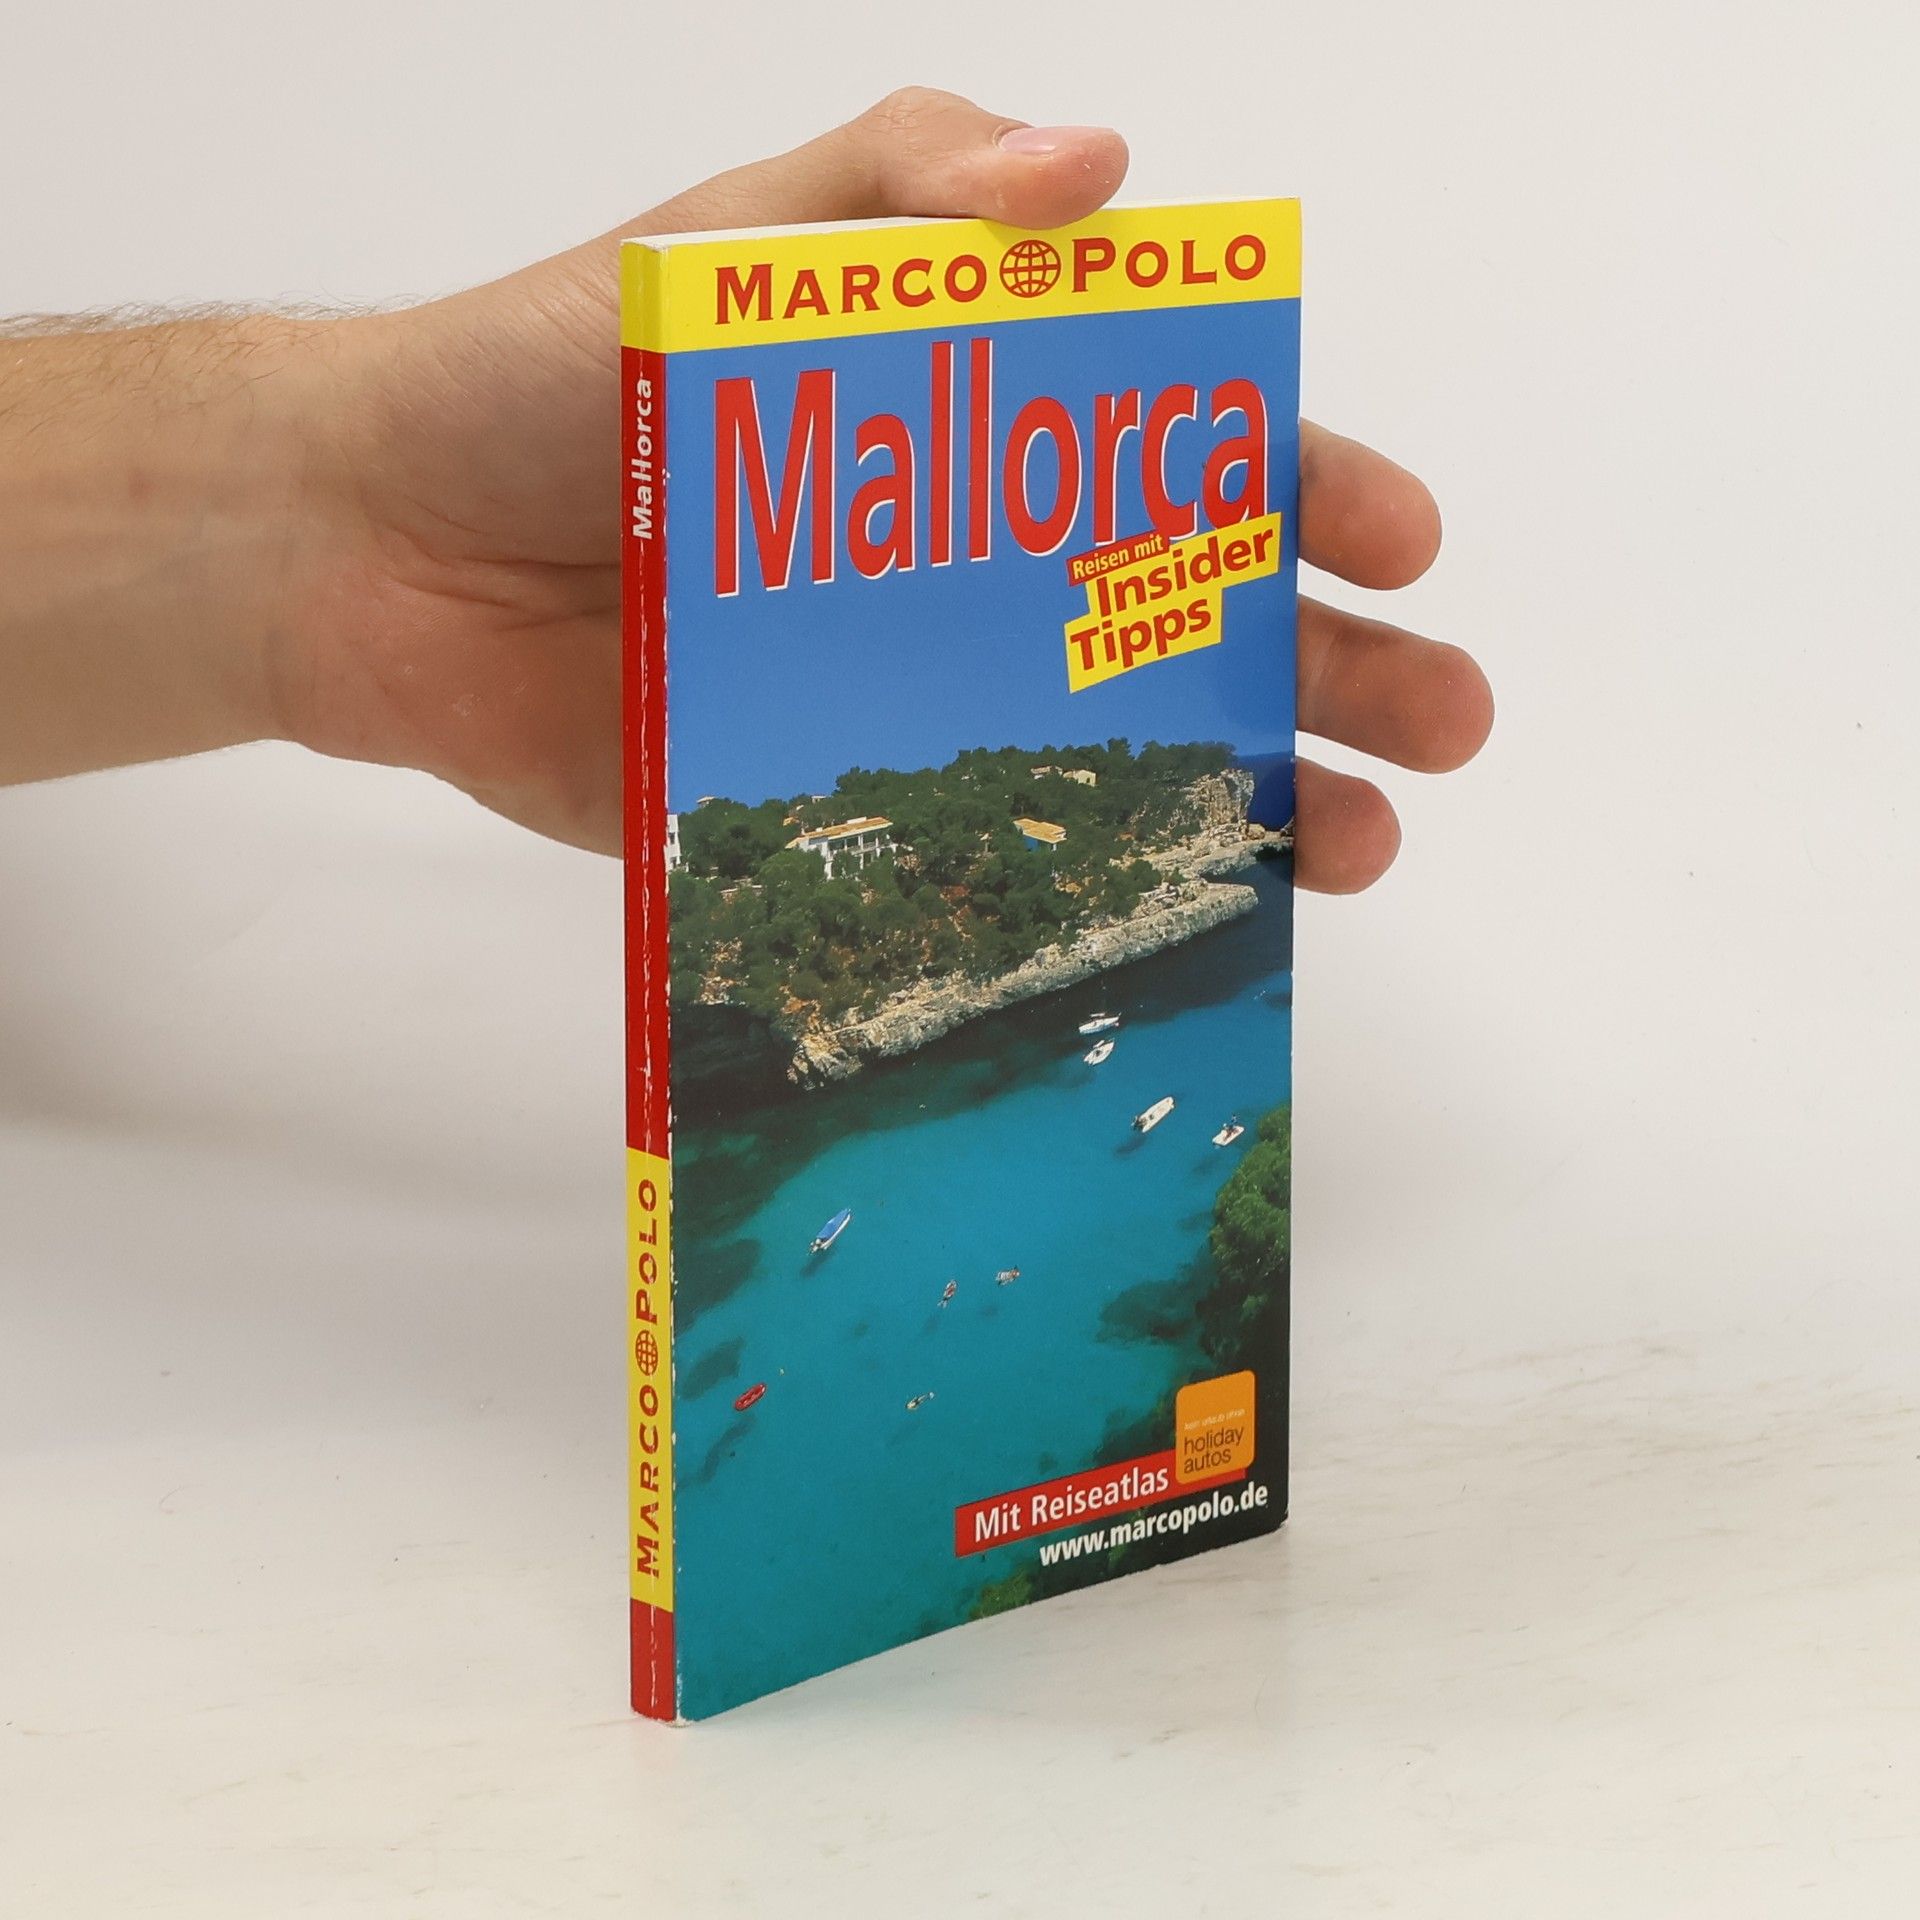 MARCO POLO
Mallorca
Reisen mit
Insider
Tipps
holiday
autos
Mit Reiseatlas
www.marcopolo.de
Mallorca
MARCO POLO